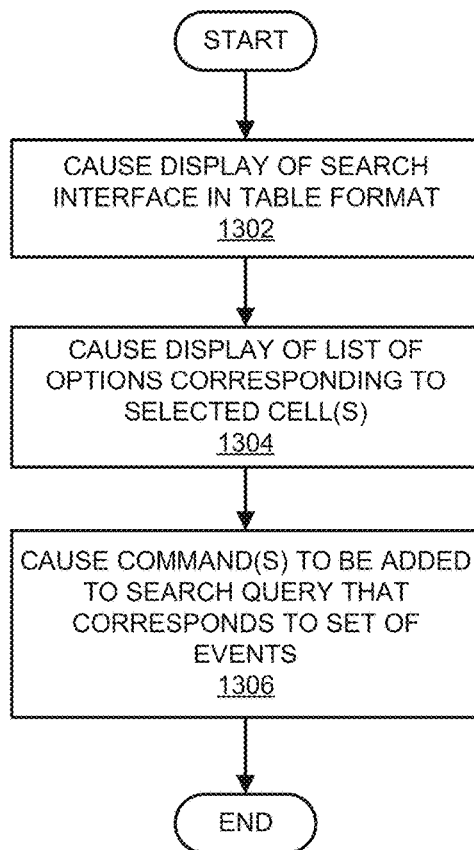 START
CAUSE DISPLAY OF SEARCH
INTERFACE IN TABLE FORMAT
1302
CAUSE DISPLAY OF LIST OF
OPTIONS CORRESPONDING TO
SELECTED CELL(S)
1304
CAUSE COMMAND(S) TO BE ADDED
TO SEARCH QUERY THAT
CORRESPONDS TO SET OF
EVENTS
1306
END